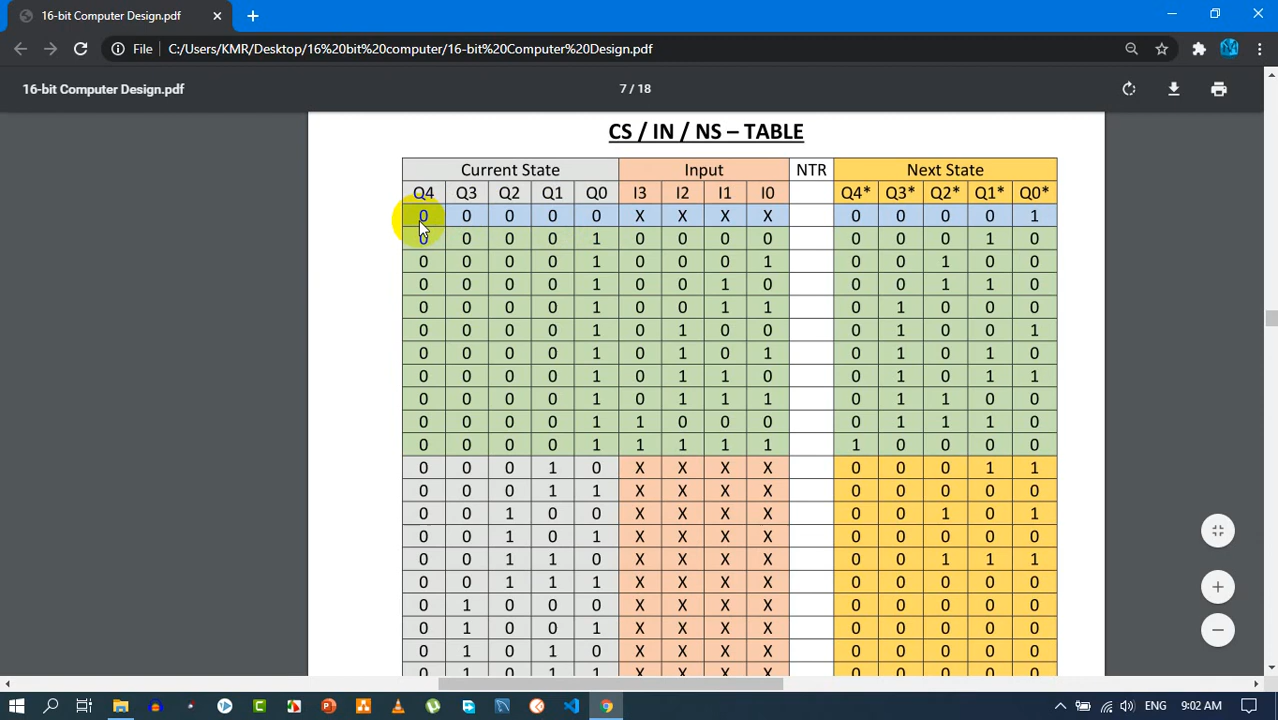 16-bit Computer Design.pdf
File C:/Users/KMR/Desktop/16%20bit%20computer/16-bit%20Computer%20Design.pdf
16-bit Computer Design.pdf 7 / 18
CS / IN / NS – TABLE
Current State Input NTR Next State
Q4 Q3 Q2 Q1 Q0 I3 I2 I1 I0 Q4* Q3* Q2* Q1* Q0*
0 0 0 0 0 X X X X 0 0 0 0 1
0 0 0 0 1 0 0 0 0 0 0 0 1 0
0 0 0 0 1 0 0 0 1 0 0 1 0 0
0 0 0 0 1 0 0 1 0 0 0 1 1 0
0 0 0 0 1 0 0 1 1 0 1 0 0 0
0 0 0 0 1 0 1 0 0 0 1 0 0 1
0 0 0 0 1 0 1 0 1 0 1 0 1 0
0 0 0 0 1 0 1 1 0 0 1 0 1 1
0 0 0 0 1 0 1 1 1 0 1 1 0 0
0 0 0 0 1 1 0 0 0 0 1 1 1 0
0 0 0 0 1 1 1 1 1 1 0 0 0 0
0 0 0 1 0 X X X X 0 0 0 1 1
0 0 0 1 1 X X X X 0 0 0 0 0
0 0 1 0 0 X X X X 0 0 1 0 1
0 0 1 0 1 X X X X 0 0 0 0 0
0 0 1 1 0 X X X X 0 0 1 1 1
0 0 1 1 1 X X X X 0 0 0 0 0
0 1 0 0 0 X X X X 0 0 0 0 0
0 1 0 0 1 X X X X 0 0 0 0 0
0 1 0 1 0 X X X X 0 0 0 0 0
0 1 0 1 1 X X X X 0 0 0 0 0
ENG 9:02 AM